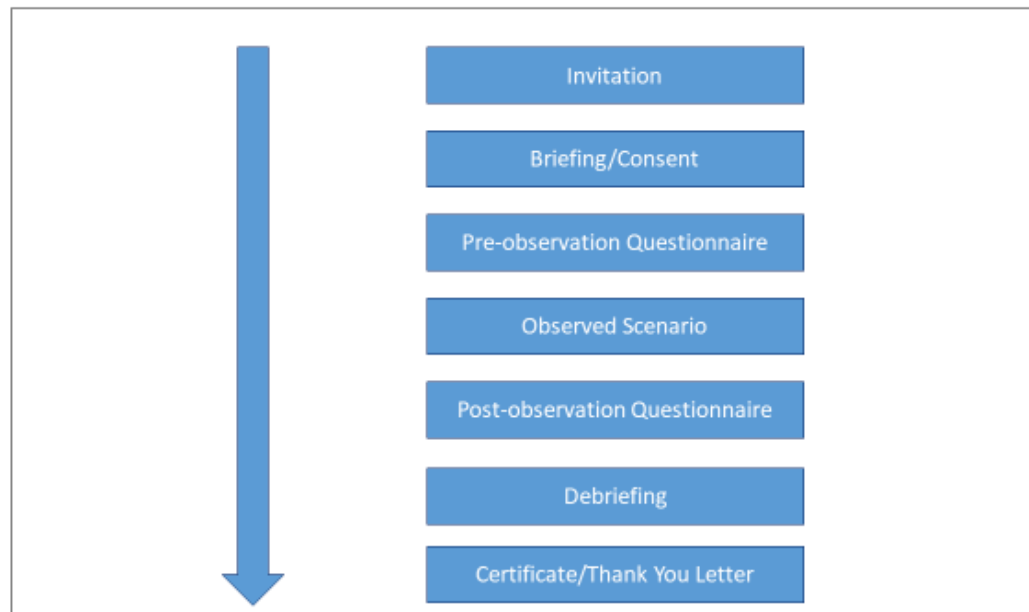 Invitation
Briefing/Consent
Pre-observation Questionnaire
Observed Scenario
Post-observation Questionnaire
Debriefing
Certificate/Thank You Letter